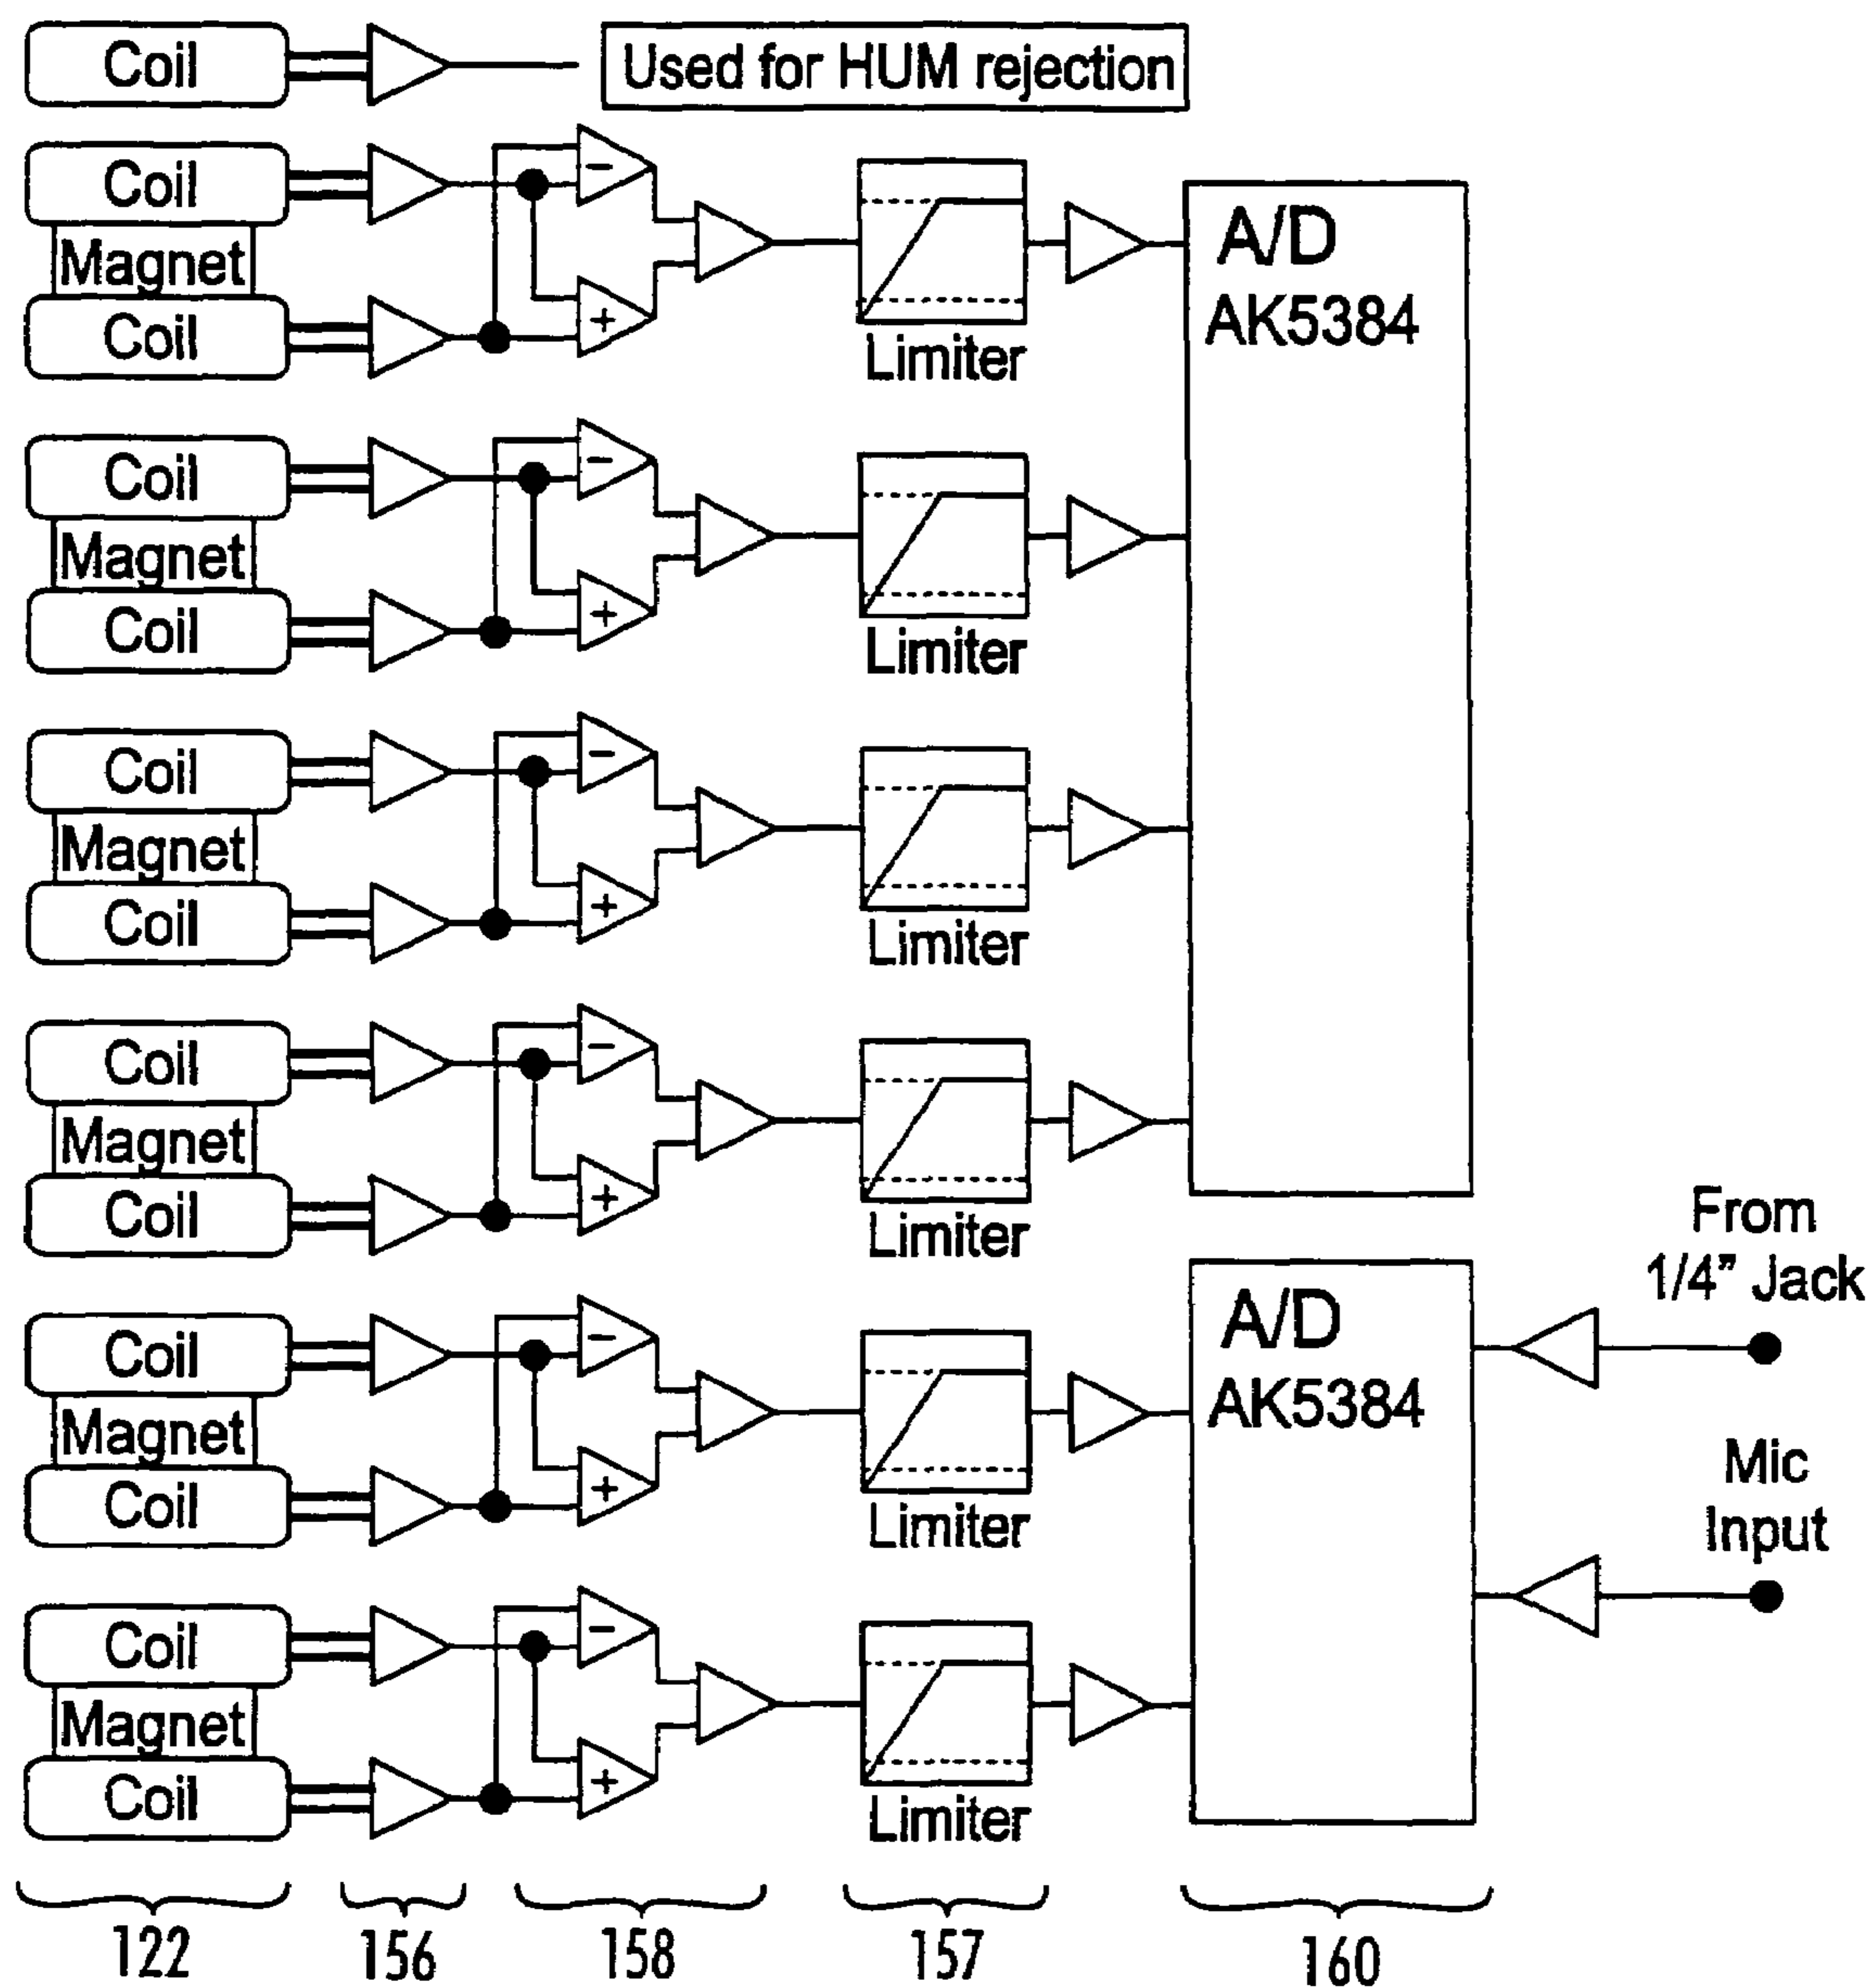 Coil
Used for HUM rejection
Coil
Magnet
Coil
-
+
Limiter
A/D
AK5384
Coil
Magnet
Coil
-
+
Limiter
Coil
Magnet
Coil
-
+
Limiter
Coil
Magnet
Coil
-
+
Limiter
From
1/4” Jack
Coil
Magnet
Coil
-
+
Limiter
A/D
AK5384
Mic
Input
Coil
Magnet
Coil
-
+
Limiter
122
156
158
157
160